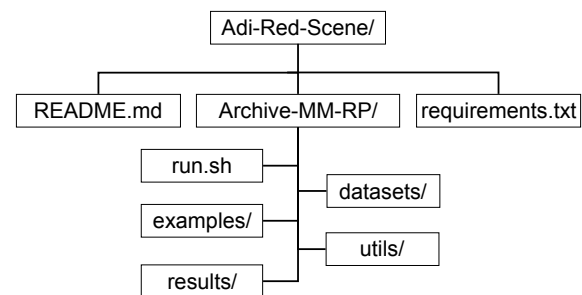 Adi-Red-Scene/
README.md
Archive-MM-RP/
requirements.txt
run.sh
datasets/
examples/
utils/
results/